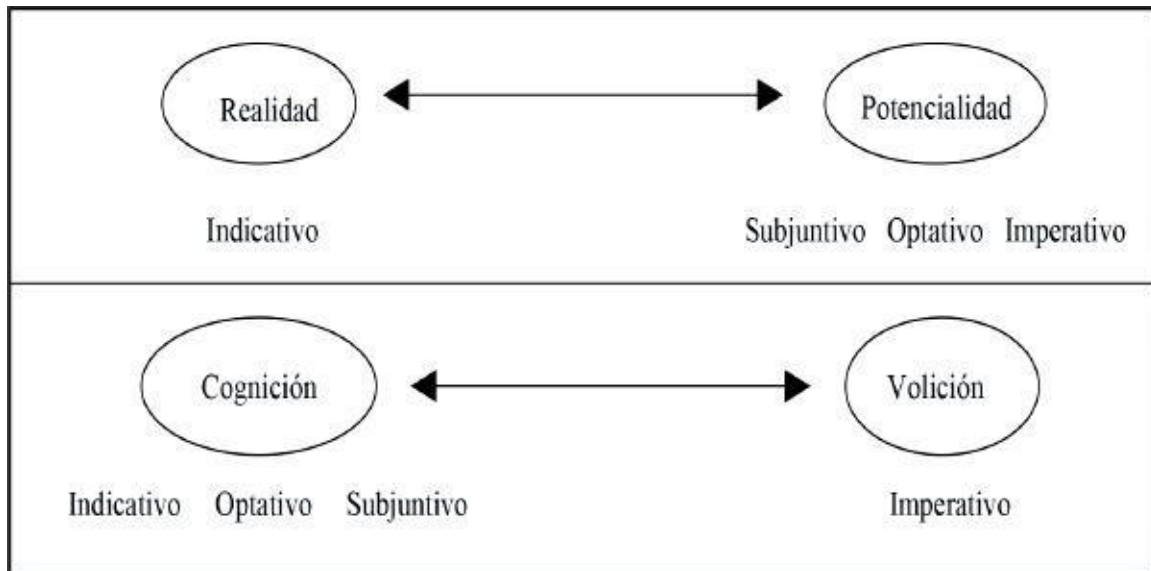 Realidad Potencialidad
Indicativo Subjuntivo Optativo Imperativo
Cognición Volición
Indicativo Optativo Subjuntivo Imperativo